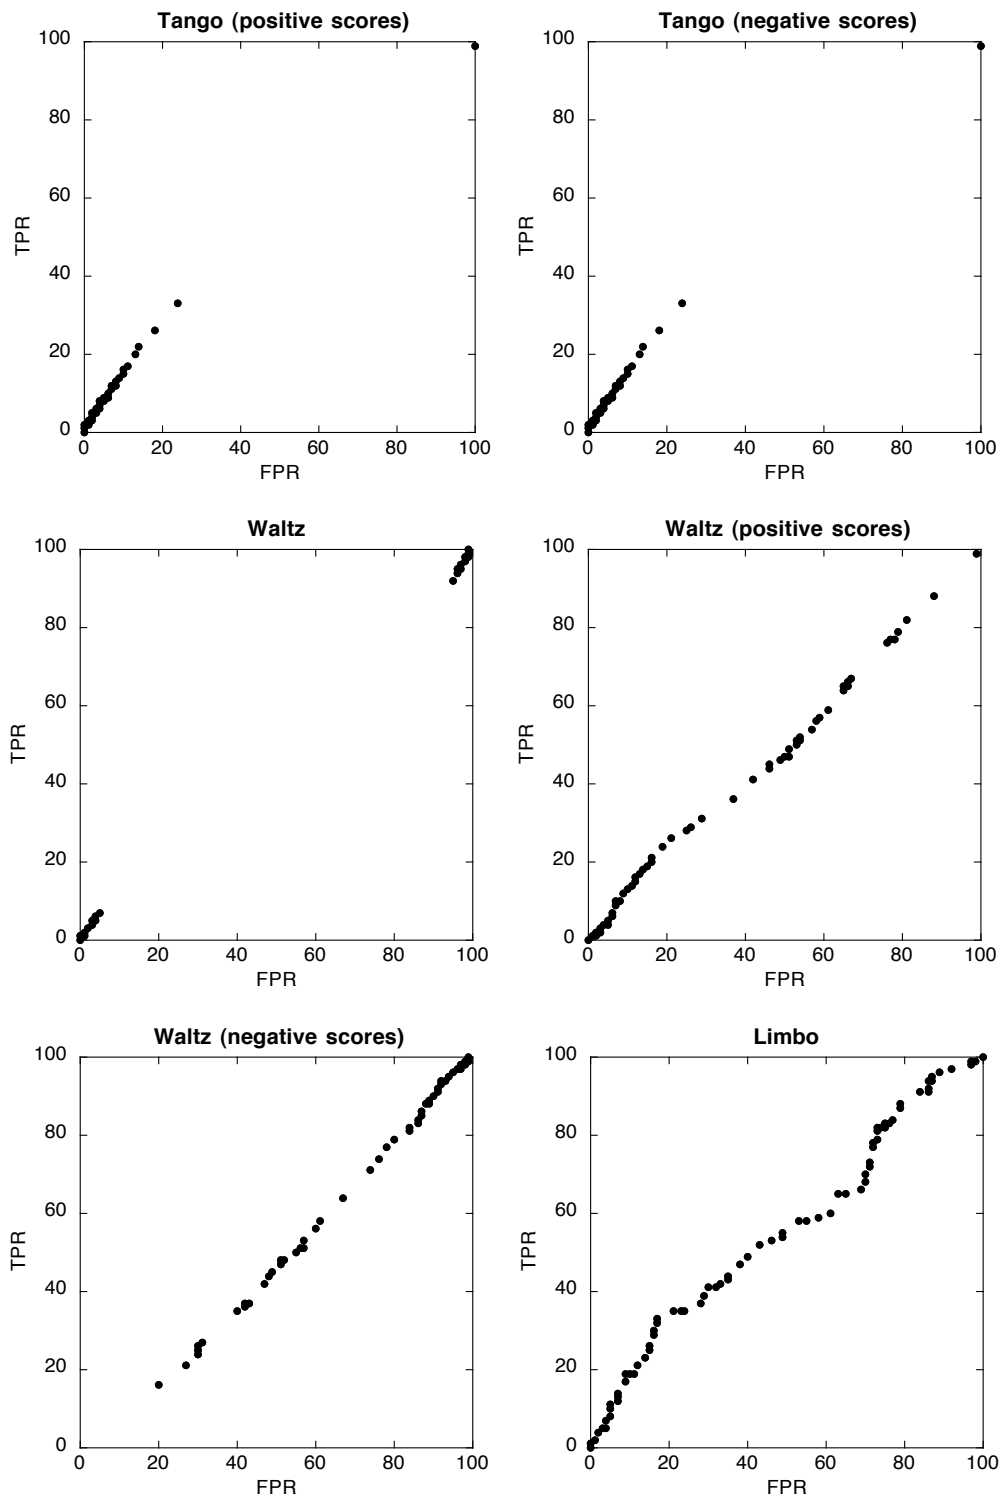 Tango (positive scores)
100
80
60
40
20
0
TPR
0 20 40 60 80 100
FPR
Tango (negative scores)
100
80
60
40
20
0
TPR
0 20 40 60 80 100
FPR
Waltz
100
80
60
40
20
0
TPR
0 20 40 60 80 100
FPR
Waltz (positive scores)
100
80
60
40
20
0
TPR
0 20 40 60 80 100
FPR
Waltz (negative scores)
100
80
60
40
20
0
TPR
0 20 40 60 80 100
FPR
Limbo
100
80
60
40
20
0
TPR
0 20 40 60 80 100
FPR